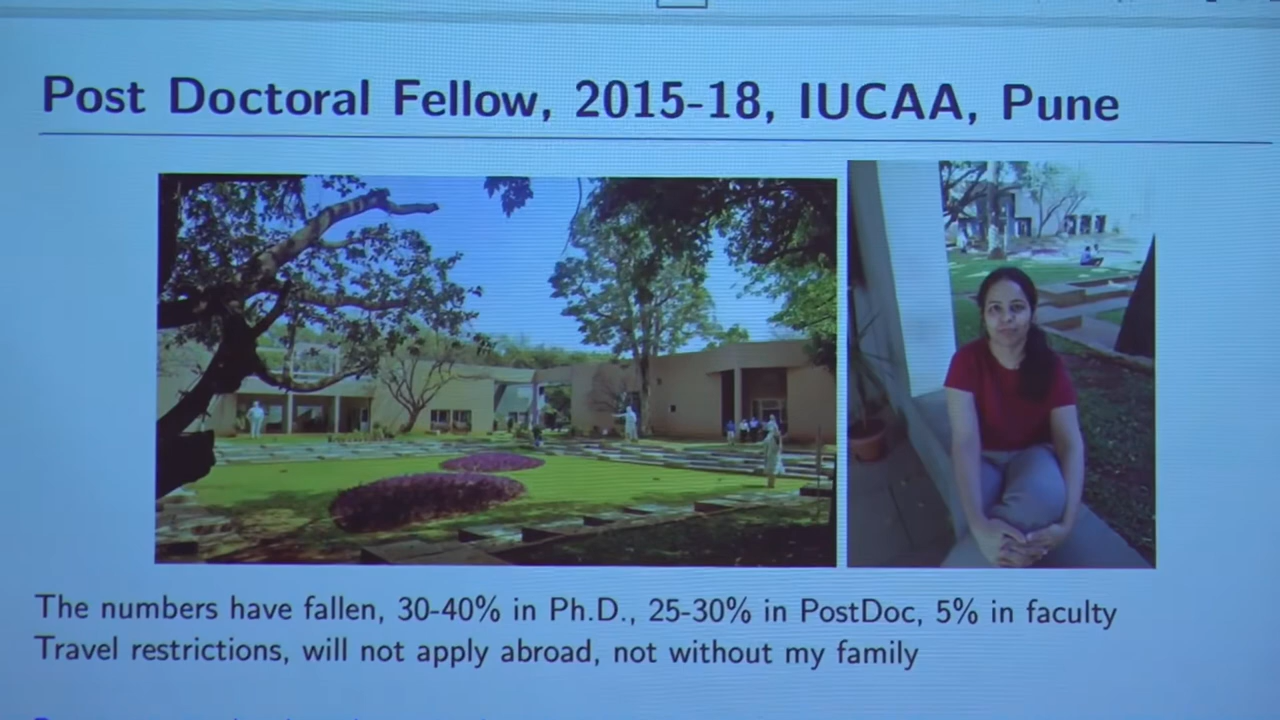 Post Doctoral Fellow, 2015-18, IUCAA, Pune
The numbers have fallen, 30-40% in Ph.D., 25-30% in PostDoc, 5% in faculty
Travel restrictions, will not apply abroad, not without my family